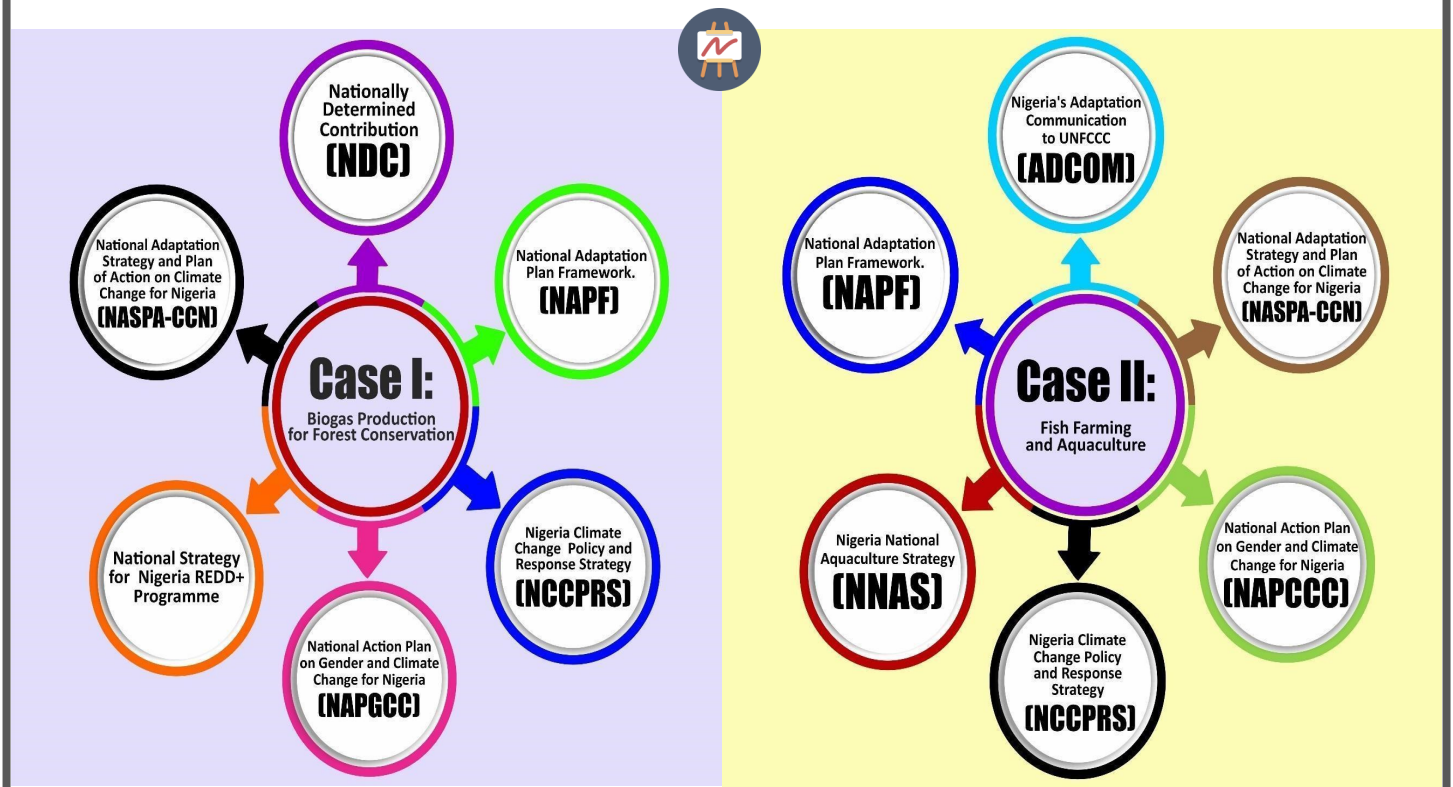 Nationally
Determined
Contribution
(NDC)
National Adaptation
Plan Framework.
(NAPF)
Nigeria Climate
Change Policy and
Response Strategy
(NCCPRS)
National Action Plan
on Gender and Climate
Change for Nigeria
(NAPGCC)
National Strategy
for Nigeria REDD+
Programme
National Adaptation
Strategy and Plan
of Action on Climate
Change for Nigeria
(NASPA-CCN)
Case I:
Biogas Production
for Forest Conservation
Nigeria's Adaptation
Communication
to UNFCCC
(ADCOM)
National Adaptation
Strategy and Plan
of Action on Climate
Change for Nigeria
(NASPA-CCN)
National Action Plan
on Gender and Climate
Change for Nigeria
(NAPCCC)
Nigeria Climate
Change Policy
and Response
Strategy
(NCCPRS)
Nigeria National
Aquaculture Strategy
(NNAS)
National Adaptation
Plan Framework.
(NAPF)
Case II:
Fish Farming
and Aquaculture